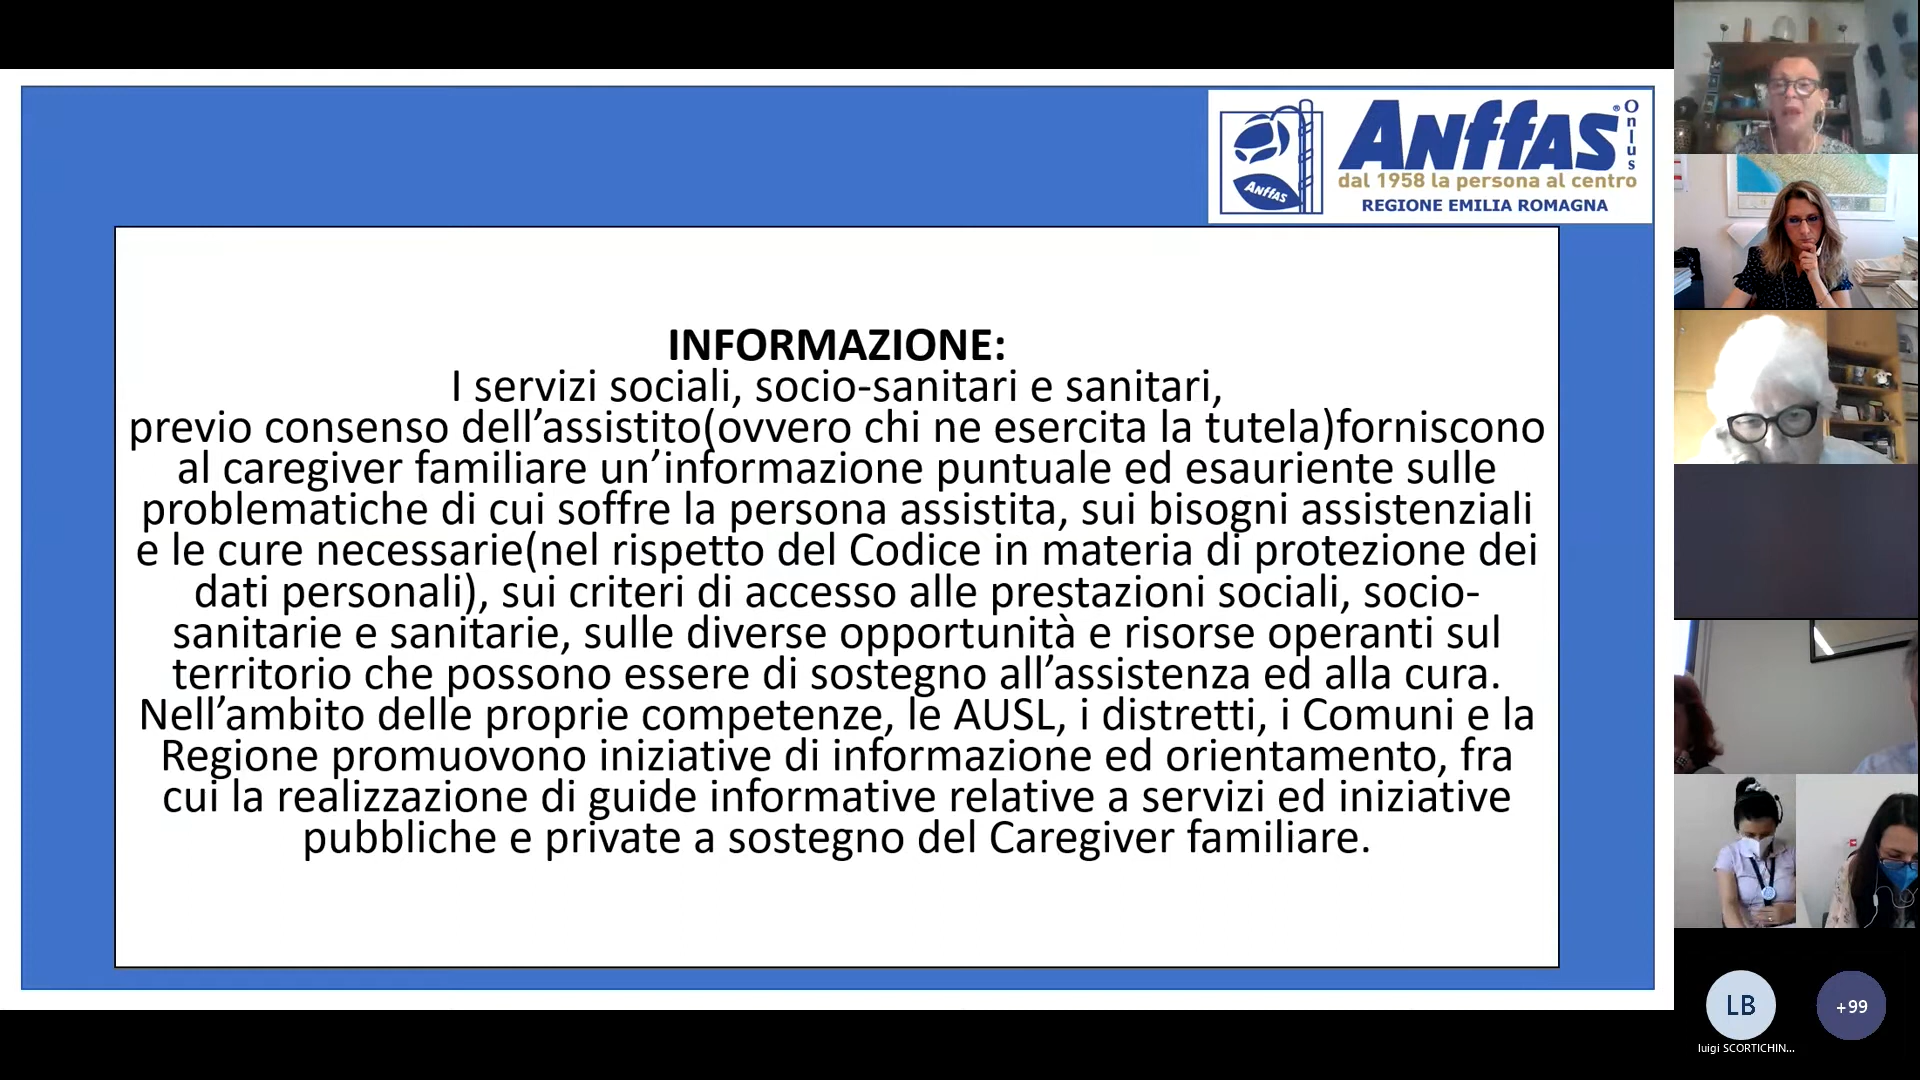 Anffas
Anffas®
Onlus
dal 1958 la persona al centro
REGIONE EMILIA ROMAGNA
INFORMAZIONE:
I servizi sociali, socio-sanitari e sanitari,
previo consenso dell’assistito(ovvero chi ne esercita la tutela)forniscono
al caregiver familiare un’informazione puntuale ed esauriente sulle
problematiche di cui soffre la persona assistita, sui bisogni assistenziali
e le cure necessarie(nel rispetto del Codice in materia di protezione dei
dati personali), sui criteri di accesso alle prestazioni sociali, socio-
sanitarie e sanitarie, sulle diverse opportunità e risorse operanti sul
territorio che possono essere di sostegno all’assistenza ed alla cura.
Nell’ambito delle proprie competenze, le AUSL, i distretti, i Comuni e la
Regione promuovono iniziative di informazione ed orientamento, fra
cui la realizzazione di guide informative relative a servizi ed iniziative
pubbliche e private a sostegno del Caregiver familiare.
LB
+99
luigi SCORTICHIN...